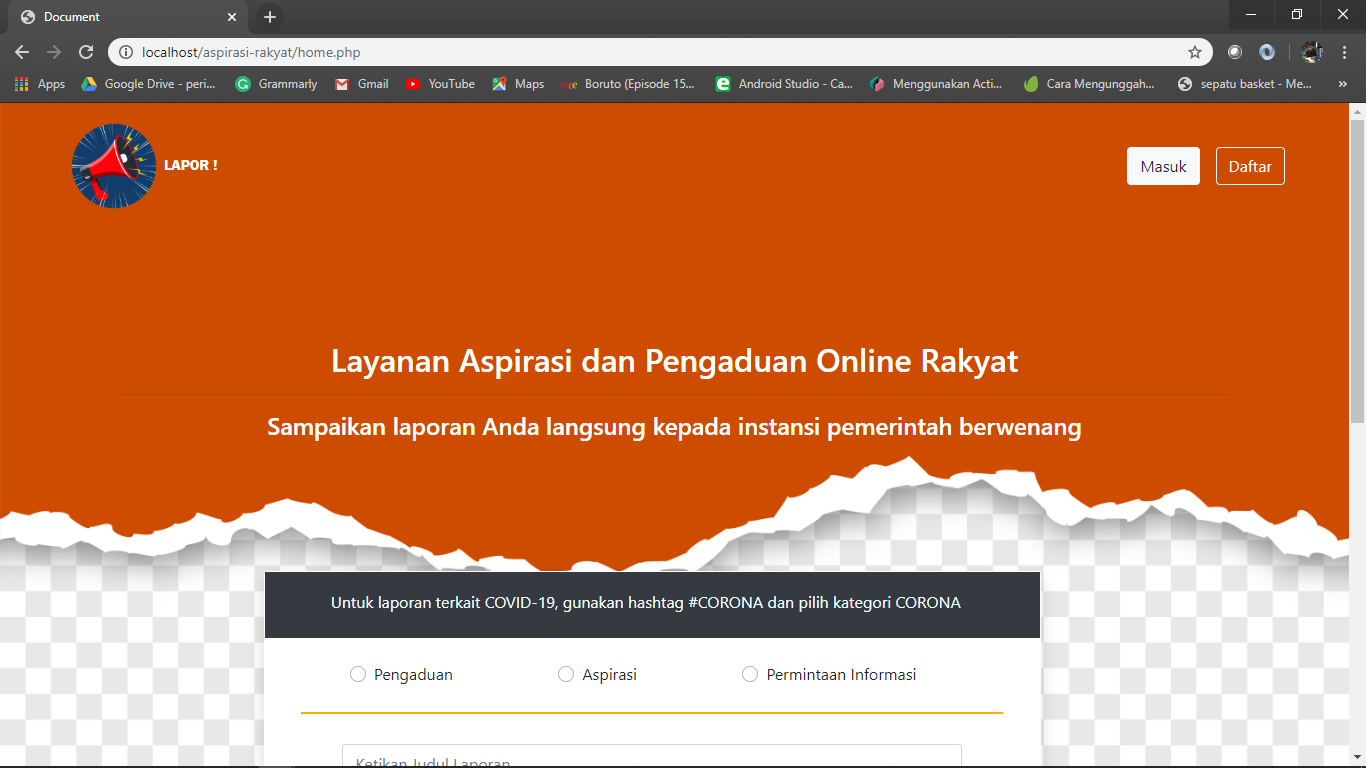 Document
localhost/aspirasi-rakyat/home.php
Apps Google Drive - peri... Grammarly Gmail YouTube Maps Boruto (Episode 15... Android Studio - Ca... Menggunakan Acti... Cara Mengunggah... sepatu basket - Me... »
LAPOR !
Masuk Daftar
Layanan Aspirasi dan Pengaduan Online Rakyat
Sampaikan laporan Anda langsung kepada instansi pemerintah berwenang
Untuk laporan terkait COVID-19, gunakan hashtag #CORONA dan pilih kategori CORONA
Pengaduan Aspirasi Permintaan Informasi
Ketikan Judul Laporan